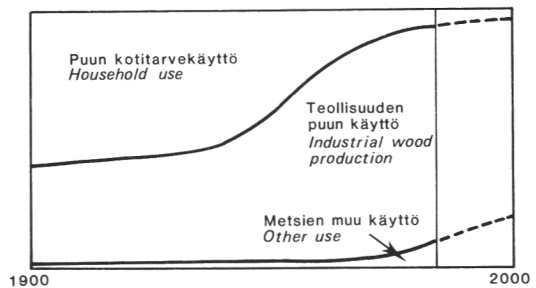 Puun kotitarvekäyttö
Household use
Teollisuuden
puun käyttö
Industrial wood
production
Metsien muu käyttö
Other use
1900
2000